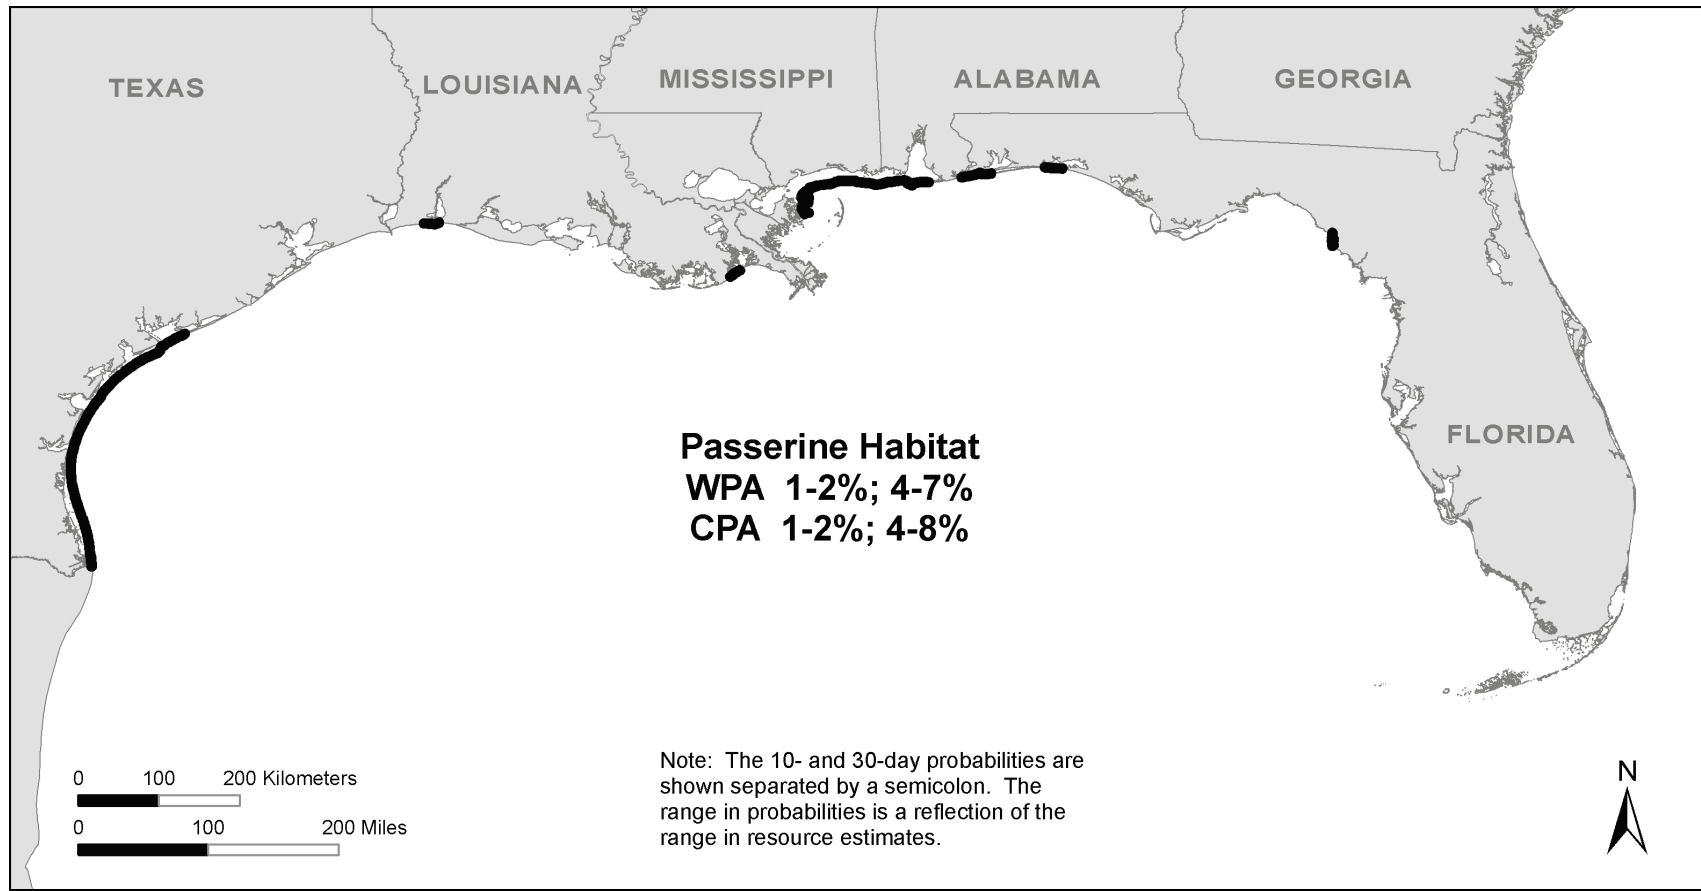 TEXAS
LOUISIANA
MISSISSIPPI
ALABAMA
GEORGIA
FLORIDA
Passerine Habitat
WPA 1-2%; 4-7%
CPA 1-2%; 4-8%
Note: The 10- and 30-day probabilities are
shown separated by a semicolon. The
range in probabilities is a reflection of the
range in resource estimates.
0 100 200 Kilometers
0 100 200 Miles
N